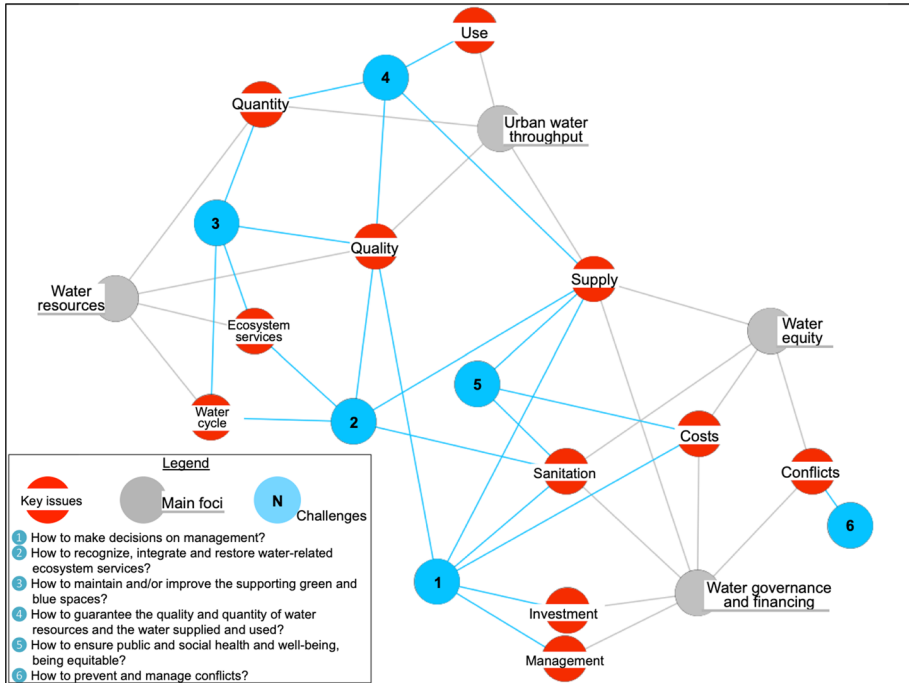 Use
4
Quantity
Urban water
throughput
3
Quality
Supply
Water
resources
Ecosystem
services
Water
equity
5
Water
cycle
2
Costs
Sanitation
Conflicts
6
1
Investment
Water governance
and financing
Management
Legend
Key issues
Main foci
N
Challenges
1 How to make decisions on management?
2 How to recognize, integrate and restore water-related
ecosystem services?
3 How to maintain and/or improve the supporting green and
blue spaces?
4 How to guarantee the quality and quantity of water
resources and the water supplied and used?
5 How to ensure public and social health and well-being,
being equitable?
6 How to prevent and manage conflicts?